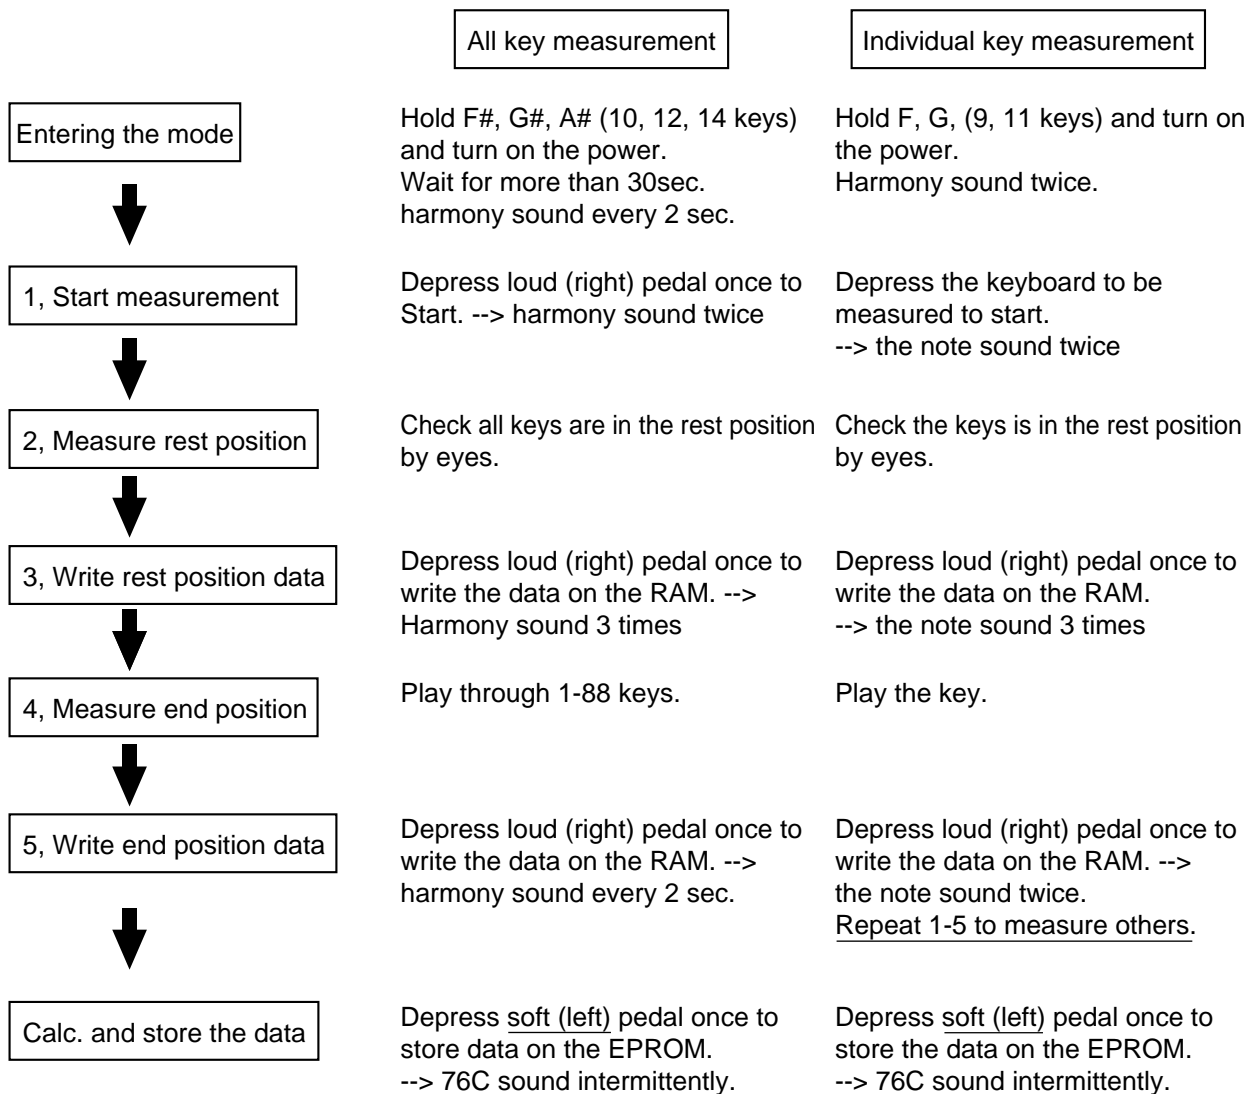 All key measurement
Individual key measurement
Entering the mode
Hold F#, G#, A# (10, 12, 14 keys)
and turn on the power.
Wait for more than 30sec.
harmony sound every 2 sec.
Hold F, G, (9, 11 keys) and turn on
the power.
Harmony sound twice.
1, Start measurement
Depress loud (right) pedal once to
Start. --> harmony sound twice
Depress the keyboard to be
measured to start.
--> the note sound twice
2, Measure rest position
Check all keys are in the rest position
by eyes.
Check the keys is in the rest position
by eyes.
3, Write rest position data
Depress loud (right) pedal once to
write the data on the RAM. -->
Harmony sound 3 times
Depress loud (right) pedal once to
write the data on the RAM.
--> the note sound 3 times
4, Measure end position
Play through 1-88 keys.
Play the key.
5, Write end position data
Depress loud (right) pedal once to
write the data on the RAM. -->
harmony sound every 2 sec.
Depress loud (right) pedal once to
write the data on the RAM. -->
the note sound twice.
Repeat 1-5 to measure others.
Calc. and store the data
Depress soft (left) pedal once to
store data on the EPROM.
--> 76C sound intermittently.
Depress soft (left) pedal once to
store the data on the EPROM.
--> 76C sound intermittently.